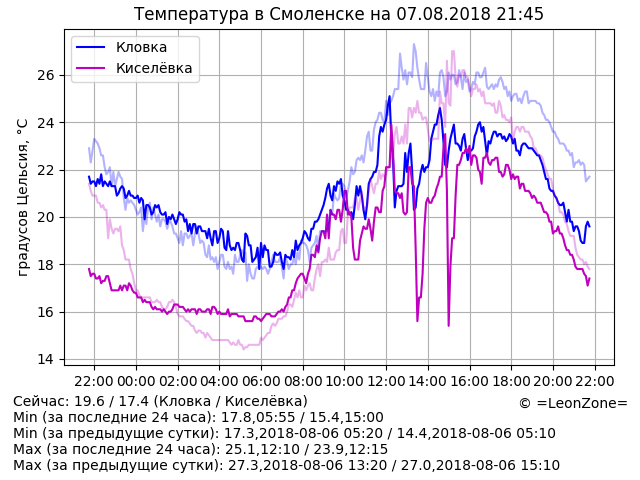 Температура в Смоленске на 07.08.2018 21:45
Кловка
Киселёвка
градусов Цельсия, °C
26
24
22
20
18
16
14
22:00 00:00 02:00 04:00 06:00 08:00 10:00 12:00 14:00 16:00 18:00 20:00 22:00
Сейчас: 19.6 / 17.4 (Кловка / Киселёвка)
© =LeonZone=
Min (за последние 24 часа): 17.8,05:55 / 15.4,15:00
Min (за предыдущие сутки): 17.3,2018-08-06 05:20 / 14.4,2018-08-06 05:10
Max (за последние 24 часа): 25.1,12:10 / 23.9,12:15
Max (за предыдущие сутки): 27.3,2018-08-06 13:20 / 27.0,2018-08-06 15:10